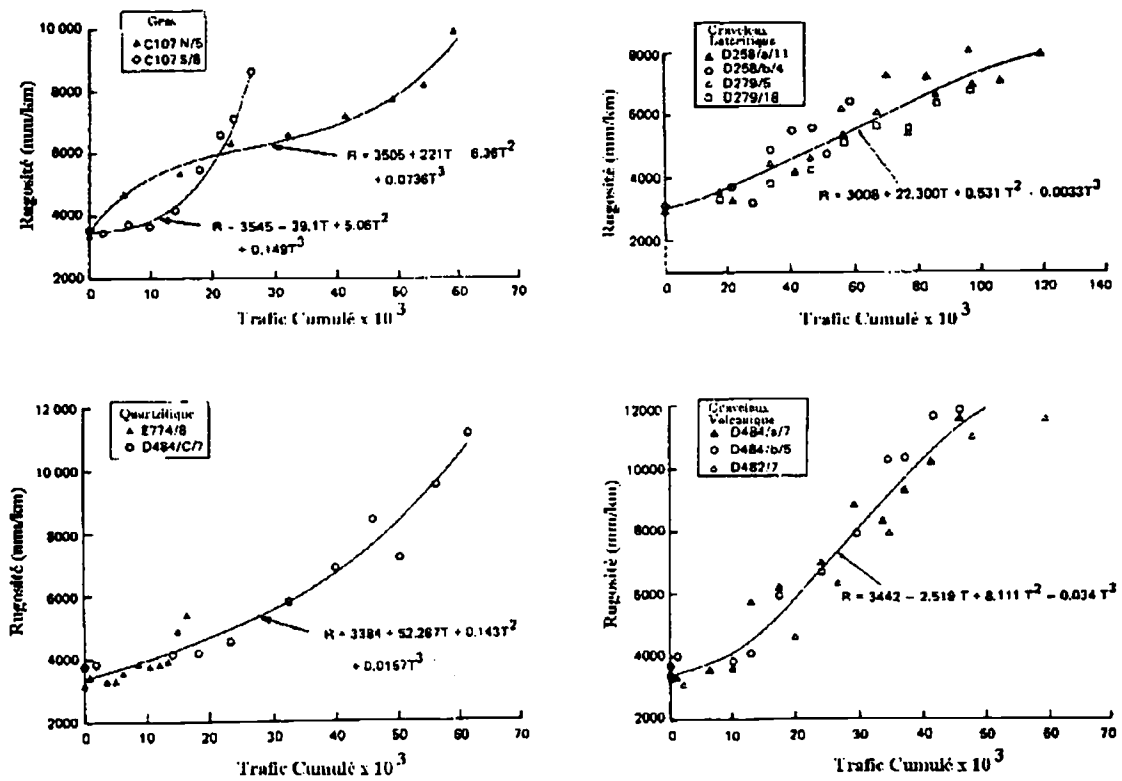 Rugosité (mm/km)
10 000
8000
6000
4000
2000
Grès
C107 N/5
C107 S/8
R = 3505 + 221T 6.36T²
+ 0.0736T³
R - 3545 - 39.1T + 5.06T²
+ 0.149T³
0 10 20 30 40 50 60 70
Trafic Cumulé x 10³
Rugosité (mm/km)
8000
6000
4000
2000
Graveleux
Latéritique
D258/a/11
D258/b/4
D279/5
D279/18
R = 3008 + 22.300T + 0.531 T² - 0.0033T³
0 20 40 60 80 100 120 140
Trafic Cumulé x 10³
Rugosité (mm/km)
12 000
10 000
8000
6000
4000
2000
Quartzitique
E774/8
D484/C/7
R = 3384 + 52.267T + 0.143T²
+ 0.0157T³
0 10 20 30 40 50 60 70
Trafic Cumulé x 10³
Rugosité (mm/km)
12000
10000
8000
6000
4000
2000
Graveleux
Volcanique
D484/a/7
D484/b/5
D482/7
R = 3442 - 2.519 T + 8.111T² - 0.034 T³
0 10 20 30 40 50 60 70
Trafic Cumulé x 10³